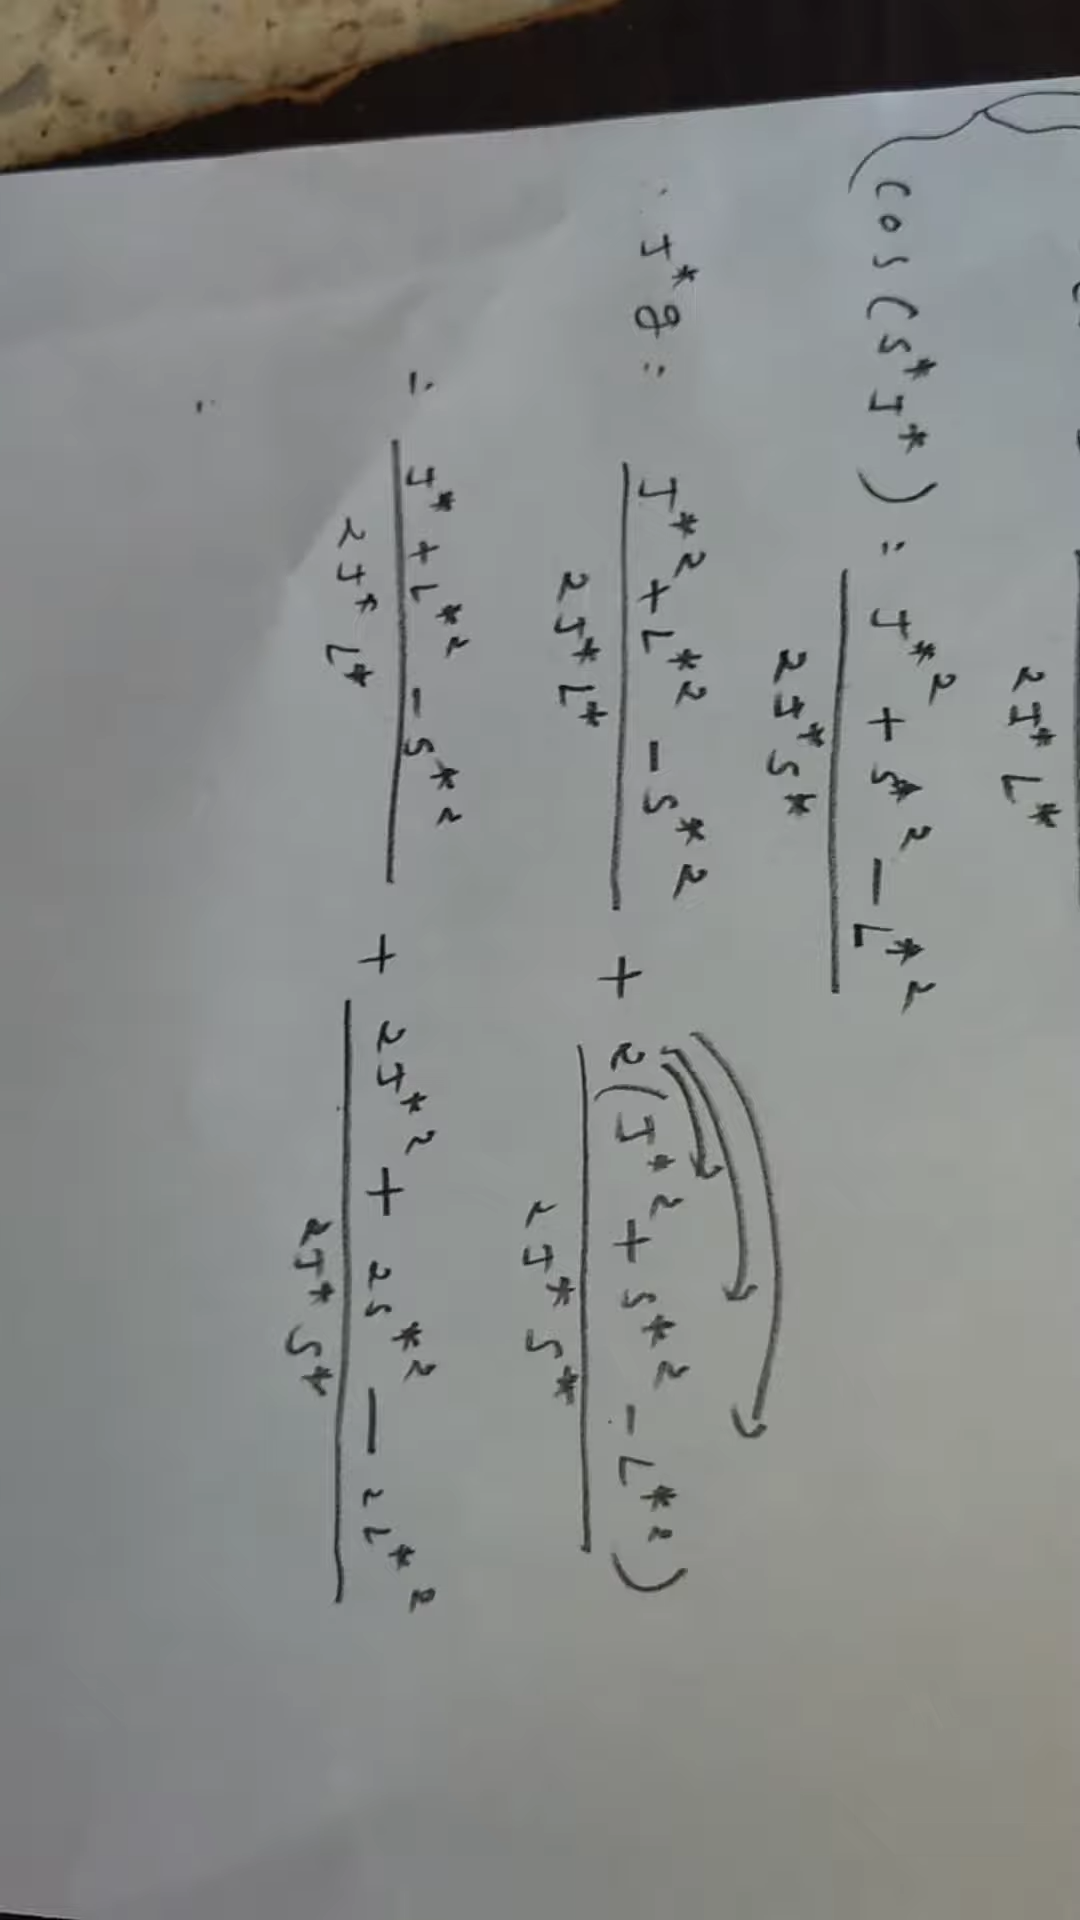 2J* L*
cos(S*J*) = J*² + S*² - L*² / 2J*S*
∴ J*g = J*² + L*² - S*² / 2J*L* + 2(J*² + S*² - L*²) / 2J*S*
= J* + L*² - S*² / 2J*L* + 2J*² + 2S*² - 2L*² / 2J*S*
=